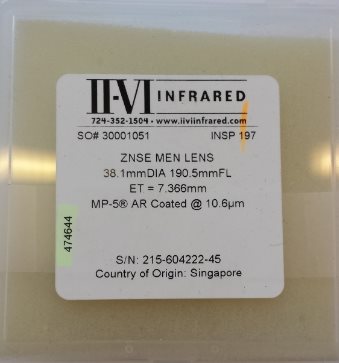 II-VI INFRARED
724-352-1504 • www.iiviinfrared.com
SO# 30001051 INSP 197
ZNSE MEN LENS
38.1mmDIA 190.5mmFL
ET = 7.366mm
MP-5® AR Coated @ 10.6µm
474644
S/N: 215-604222-45
Country of Origin: Singapore